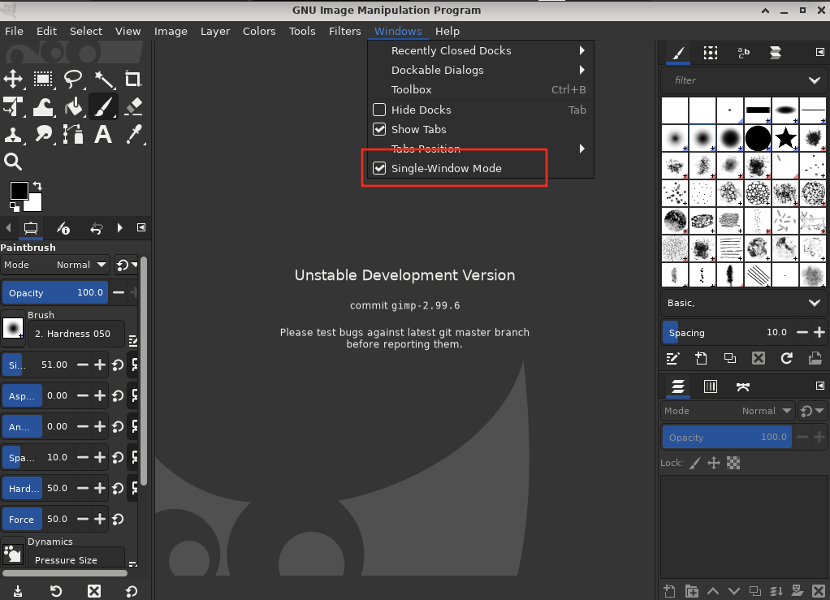 GNU Image Manipulation Program
File Edit Select View Image Layer Colors Tools Filters Windows Help
Recently Closed Docks
Dockable Dialogs
Toolbox Ctrl+B
Hide Docks Tab
Show Tabs
Tabs Position
Single-Window Mode
Paintbrush
Mode Normal
Opacity 100.0
Brush
2. Hardness 050
Si... 51.00
Asp... 0.00
An... 0.00
Spa... 10.0
Hard... 50.0
Force 50.0
Dynamics
Pressure Size
Unstable Development Version
commit gimp-2.99.6
Please test bugs against latest git master branch
before reporting them.
filter
Basic,
Spacing 10.0
Mode Normal
Opacity 100.0
Lock: